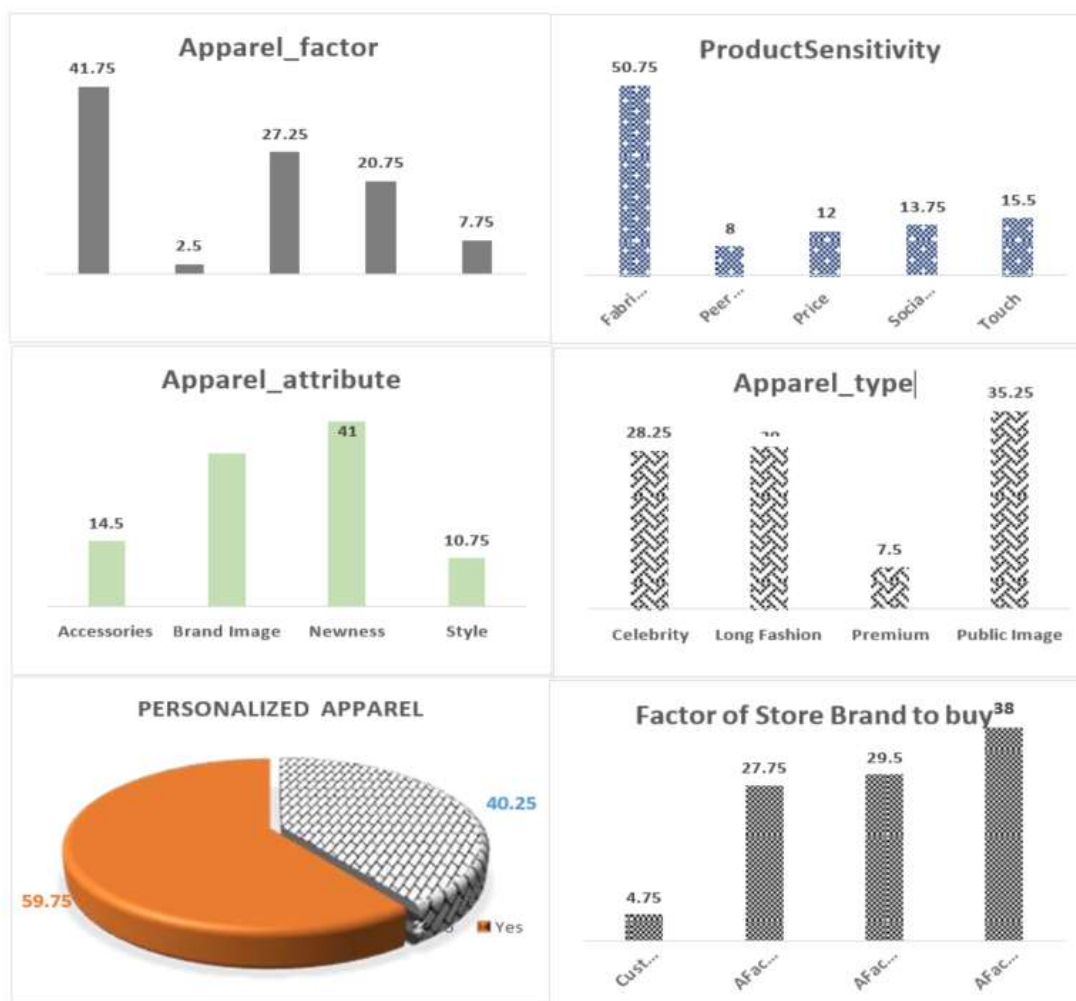 Apparel_factor
41.75
2.5
27.25
20.75
7.75
ProductSensitivity
50.75
8
12
13.75
15.5
Fabri...
Peer...
Price
Socia...
Touch
Apparel_attribute
14.5
41
10.75
Accessories Brand Image Newness Style
Apparel_type
28.25
7.5
35.25
Celebrity Long Fashion Premium Public Image
PERSONALIZED APPAREL
40.25
59.75
Yes
Factor of Store Brand to buy
4.75
27.75
29.5
38
Cust...
AFac...
AFac...
AFac...